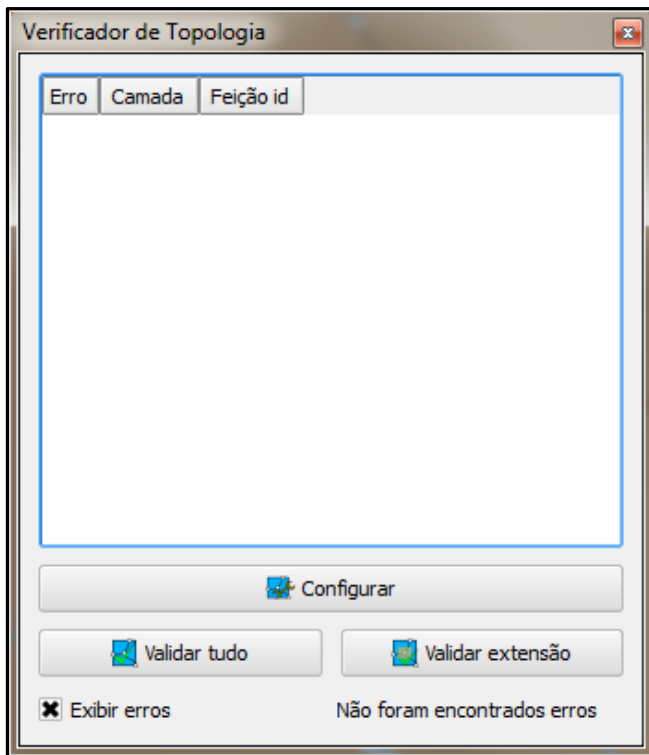 Verificador de Topologia
Erro Camada Feição id
Configurar
Validar tudo Validar extensão
Exibir erros Não foram encontrados erros